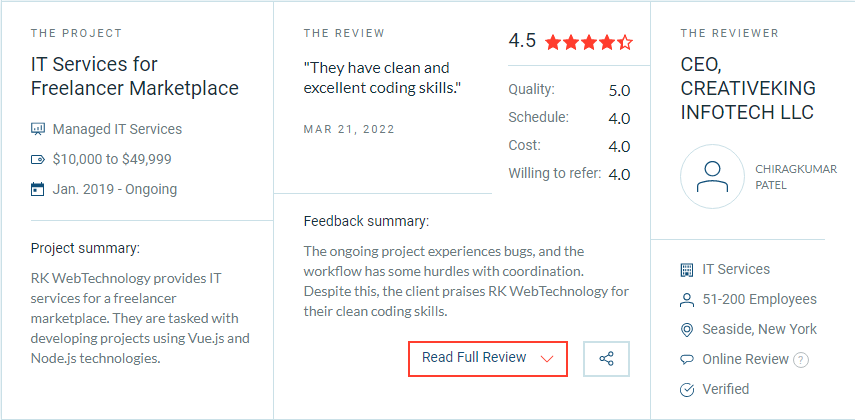 THE PROJECT
IT Services for
Freelancer Marketplace
Managed IT Services
$10,000 to $49,999
Jan. 2019 - Ongoing
Project summary:
RK WebTechnology provides IT
services for a freelancer
marketplace. They are tasked with
developing projects using Vue.js and
Node.js technologies.
THE REVIEW
"They have clean and
excellent coding skills."
MAR 21, 2022
4.5
Quality: 5.0
Schedule: 4.0
Cost: 4.0
Willing to refer: 4.0
Feedback summary:
The ongoing project experiences bugs, and the
workflow has some hurdles with coordination.
Despite this, the client praises RK WebTechnology for
their clean coding skills.
Read Full Review
THE REVIEWER
CEO,
CREATIVEKING
INFOTECH LLC
CHIRAGKUMAR
PATEL
IT Services
51-200 Employees
Seaside, New York
Online Review ?
Verified